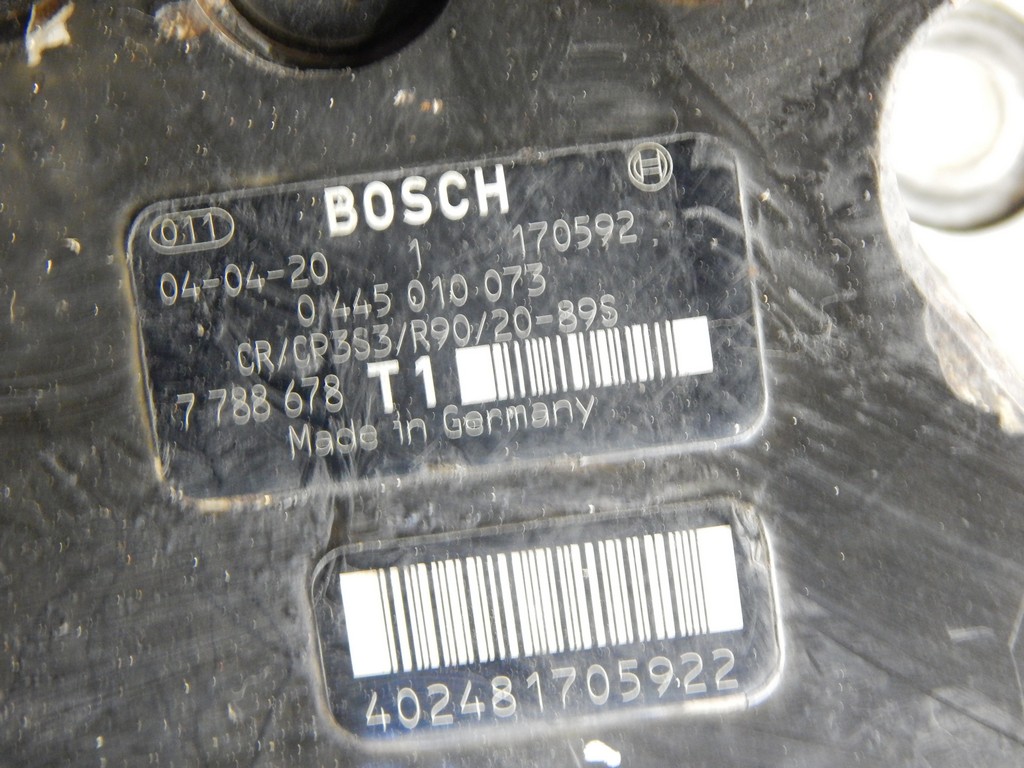 011 BOSCH
04-04-20 1 170592
0 445 010 073
CR/CP3S3/R90/20-89S
7 788 678 T1
Made in Germany
402481705922